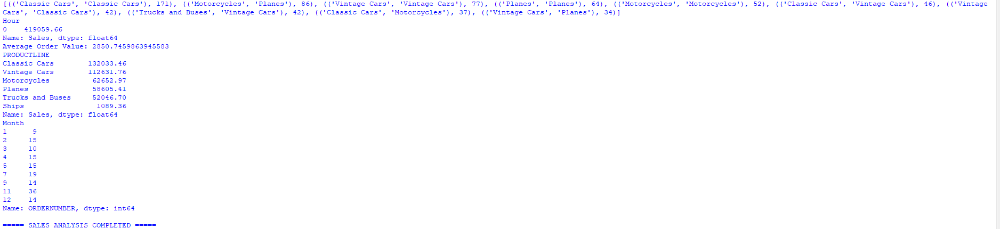 [(('Classic Cars', 'Classic Cars'), 171), (('Motorcycles', 'Planes'), 86), (('Vintage Cars', 'Vintage Cars'), 77), (('Planes', 'Planes'), 64), (('Motorcycles', 'Motorcycles'), 52), (('Classic Cars', 'Vintage Cars'), 46), (('Vintage
Cars', 'Classic Cars'), 42), (('Trucks and Buses', 'Vintage Cars'), 42), (('Classic Cars', 'Motorcycles'), 37), (('Vintage Cars', 'Planes'), 34)]
Hour
0    419059.66
Name: Sales, dtype: float64
Average Order Value: 2850.7459863945583
PRODUCTLINE
Classic Cars        132033.46
Vintage Cars        112631.76
Motorcycles          62652.97
Planes               58605.41
Trucks and Buses     52046.70
Ships                 1089.36
Name: Sales, dtype: float64
Month
1      9
2     15
3     10
4     15
5     15
7     19
9     14
11    36
12    14
Name: ORDERNUMBER, dtype: int64
===== SALES ANALYSIS COMPLETED =====